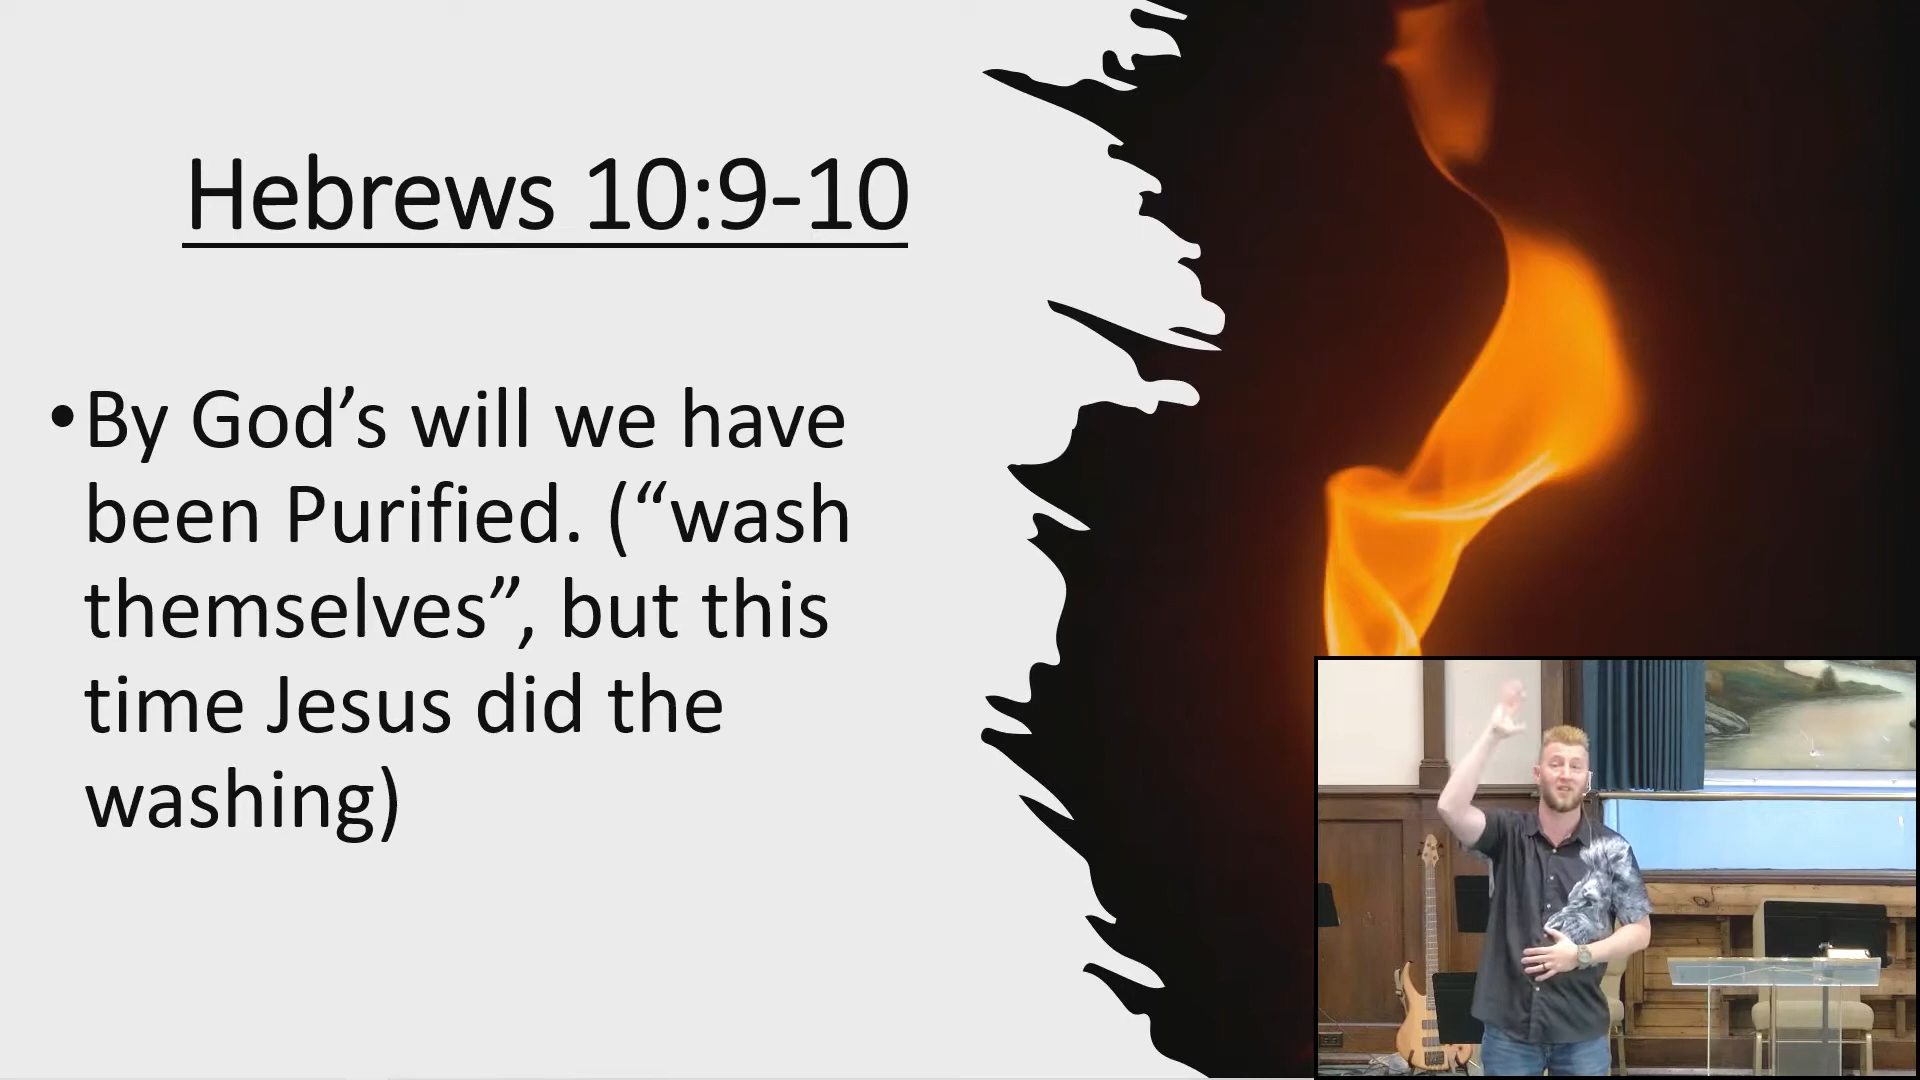 Hebrews 10:9-10
•By God’s will we have
been Purified. (“wash
themselves”, but this
time Jesus did the
washing)